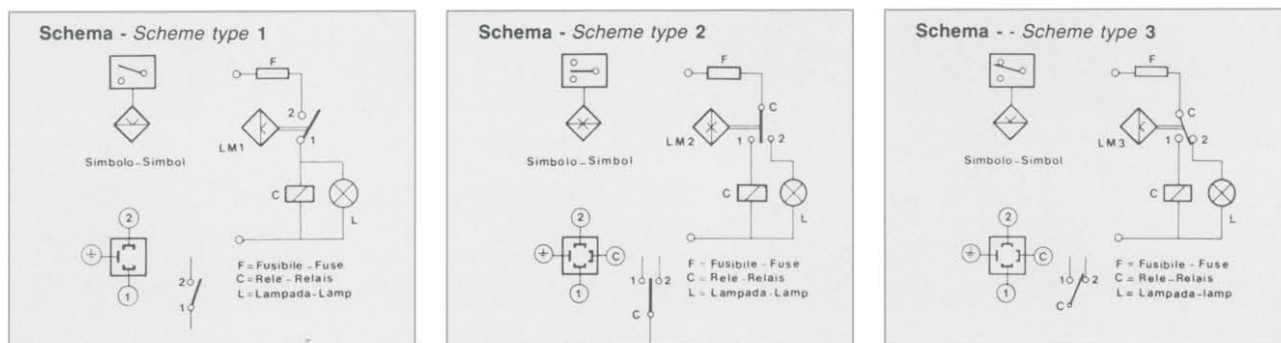 Schema - Scheme type 1
F
2
1
LM1
Simbolo-Simbol
C
L
2
1
2
1
F=Fusibile-Fuse
C=Rele-Relais
L=Lampada-Lamp
Schema - Scheme type 2
F
C
LM2
1
2
Simbolo-Simbol
C
L
2
C
1
1
2
C
F=Fusibile-Fuse
C=Rele-Relais
L=Lampada-Lamp
Schema - - Scheme type 3
F
C
LM3
1
2
Simbolo-Simbol
C
L
2
C
1
1
2
C
F=Fusibile-Fuse
C=Rele-Relais
L=Lampada-lamp